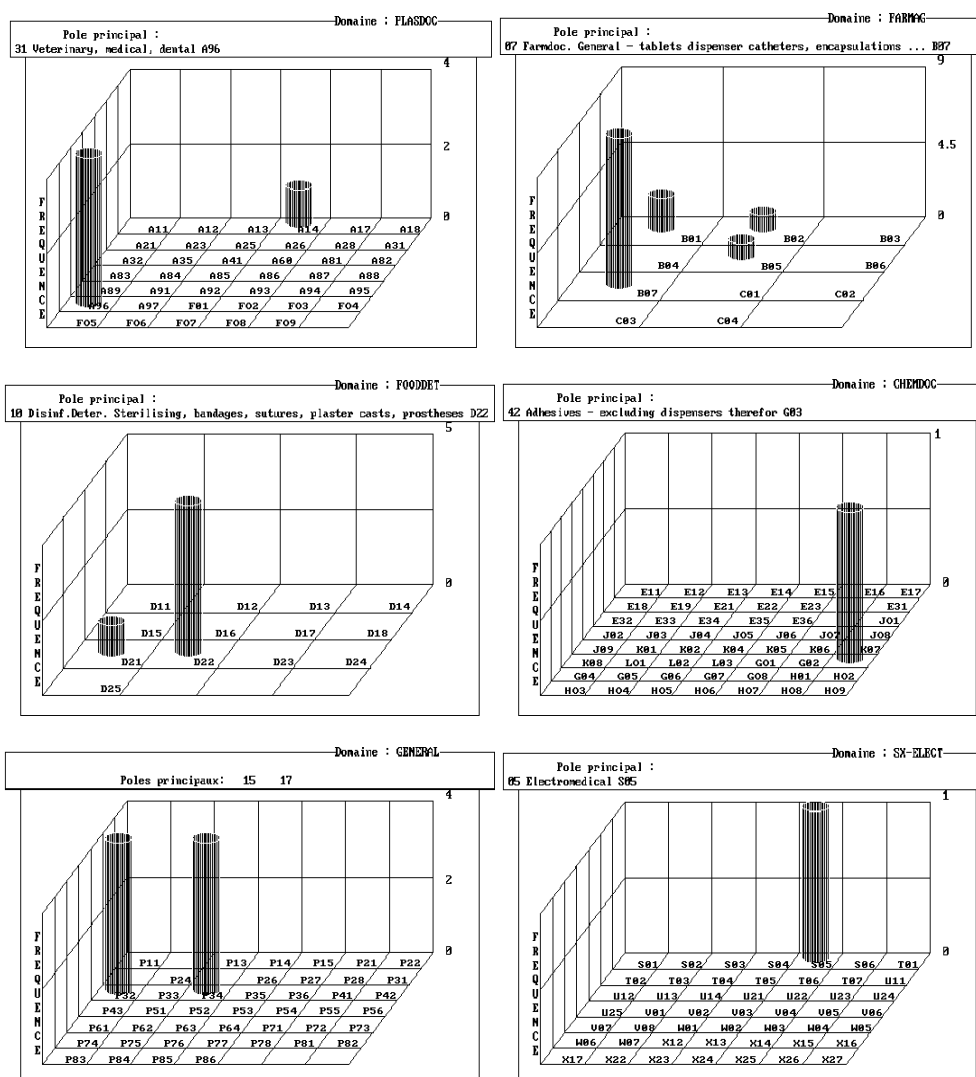 Domaine : PLASDOC
Pole principal :
31 Veterinary, medical, dental A96
4
2
0
FREQUENCE
A11 A12 A13 A14 A17 A18
A21 A23 A25 A26 A28 A31
A32 A35 A41 A60 A81 A82
A83 A84 A85 A86 A87 A88
A89 A91 A92 A93 A94 A95
A96 A97 F01 F02 F03 F04
F05 F06 F07 F08 F09
Domaine : FARMAG
Pole principal :
07 Farmdoc. General - tablets dispenser catheters, encapsulations ... B07
9
4.5
0
FREQUENCE
B01 B02 B03
B04 B05 B06
B07 C01 C02
C03 C04
Domaine : FOODDET
Pole principal :
10 Disinf.Deter. Sterilising, bandages, sutures, plaster casts, prostheses D22
5
0
FREQUENCE
D11 D12 D13 D14
D15 D16 D17 D18
D21 D22 D23 D24
D25
Domaine : CHEMDOC
Pole principal :
42 Adhesives - excluding dispensers therefor G03
1
0
FREQUENCE
E11 E12 E13 E14 E15 E16 E17
E18 E19 E21 E22 E23 E31
E32 E33 E34 E35 E36 J01
J02 J03 J04 J05 J06 J07 J08
J09 K01 K02 K04 K05 K06 K07
K08 L01 L02 L03 G01 G02
G04 G05 G06 G07 G08 H01 H02
H03 H04 H05 H06 H07 H08 H09
Domaine : GENERAL
Poles principaux: 15 17
4
2
0
FREQUENCE
P11 P13 P14 P15 P21 P22
P24 P26 P27 P28 P31
P32 P33 P34 P35 P36 P41 P42
P43 P51 P52 P53 P54 P55 P56
P61 P62 P63 P64 P71 P72 P73
P74 P75 P76 P77 P78 P81 P82
P83 P84 P85 P86
Domaine : SX-ELECT
Pole principal :
05 Electromedical S05
1
0
FREQUENCE
S01 S02 S03 S04 S05 S06 T01
T02 T03 T04 T05 T06 T07 U11
U12 U13 U14 U21 U22 U23 U24
U25 V01 V02 V03 V04 V05 V06
V07 V08 W01 W02 W03 W04 W05
W06 W07 X12 X13 X14 X15 X16
X17 X22 X23 X24 X25 X26 X27